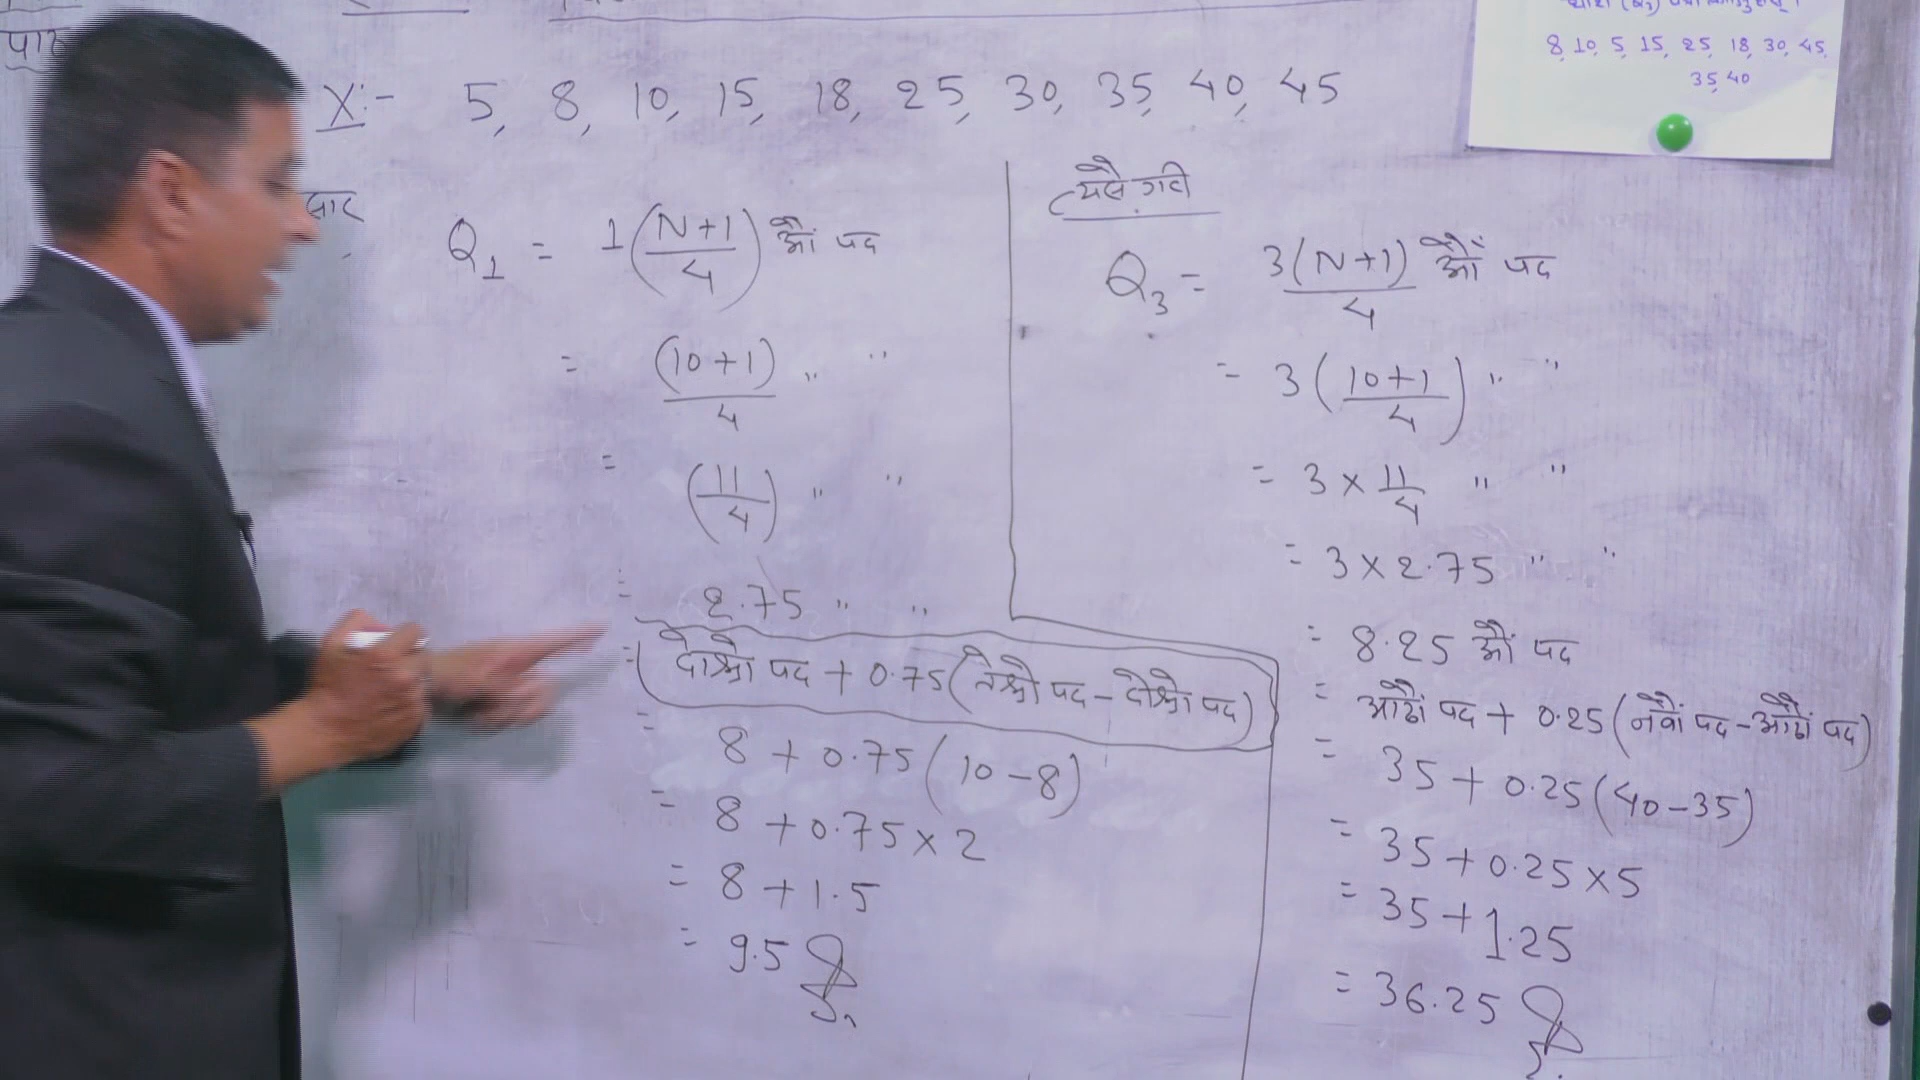 8, 10, 5, 15, 25, 18, 30, 45,
35, 40
X:- 5, 8, 10, 15, 18, 25, 30, 35, 40, 45
Q₁ = 1(N+1/4) औं पद
= (10+1)/4 " "
= (11/4) " "
= 2.75 " "
= दोश्रो पद + 0.75(तेश्रो पद - दोश्रो पद)
= 8 + 0.75(10-8)
= 8 + 0.75 × 2
= 8 + 1.5
= 9.5
त्यसै गरी
Q₃ = 3(N+1)/4 औं पद
= 3(10+1/4) " "
= 3 × 11/4 " "
= 3 × 2.75 " "
= 8.25 औं पद
= आठौं पद + 0.25(नवौं पद - आठौं पद)
= 35 + 0.25(40-35)
= 35 + 0.25 × 5
= 35 + 1.25
= 36.25